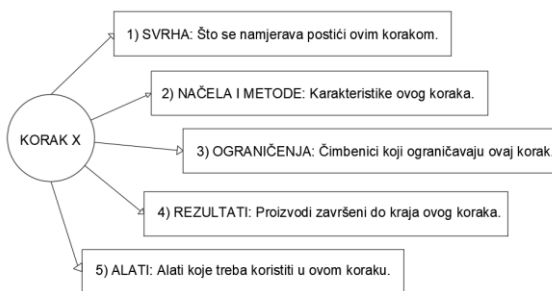 1) SVRHA: Što se namjerava postići ovim korakom.
2) NAČELA I METODE: Karakteristike ovog koraka.
KORAK X
3) OGRANIČENJA: Čimbenici koji ograničavaju ovaj korak.
4) REZULTATI: Proizvodi završeni do kraja ovog koraka.
5) ALATI: Alati koje treba koristiti u ovom koraku.